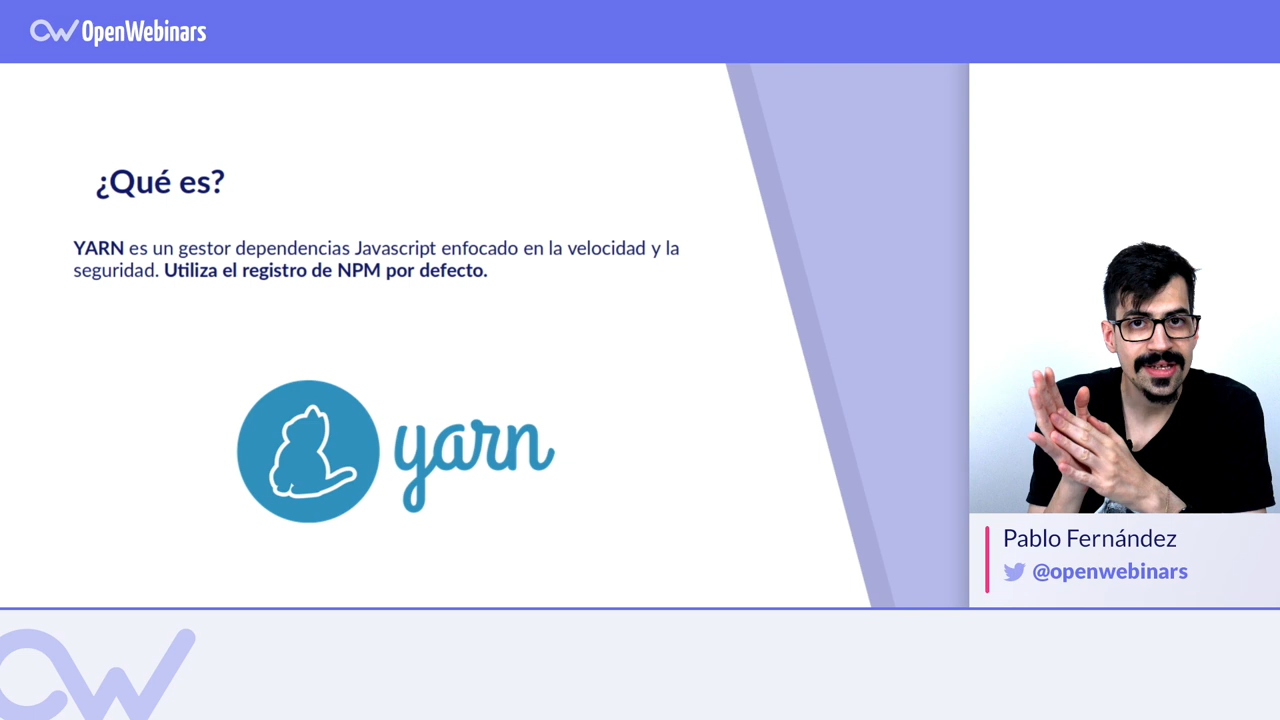 OpenWebinars
¿Qué es?
YARN es un gestor dependencias Javascript enfocado en la velocidad y la
seguridad. Utiliza el registro de NPM por defecto.
yarn
Pablo Fernández
@openwebinars